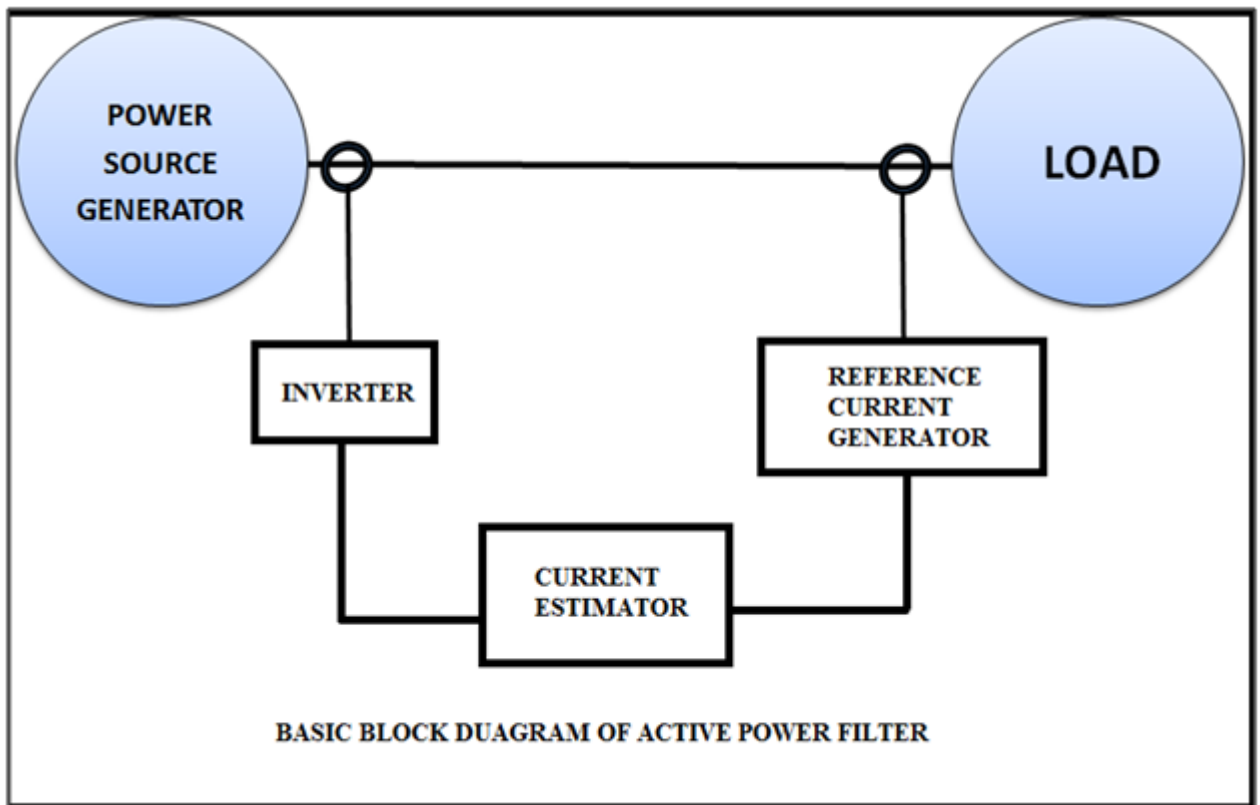 POWER
SOURCE
GENERATOR
LOAD
INVERTER
REFERENCE
CURRENT
GENERATOR
CURRENT
ESTIMATOR
BASIC BLOCK DUAGRAM OF ACTIVE POWER FILTER